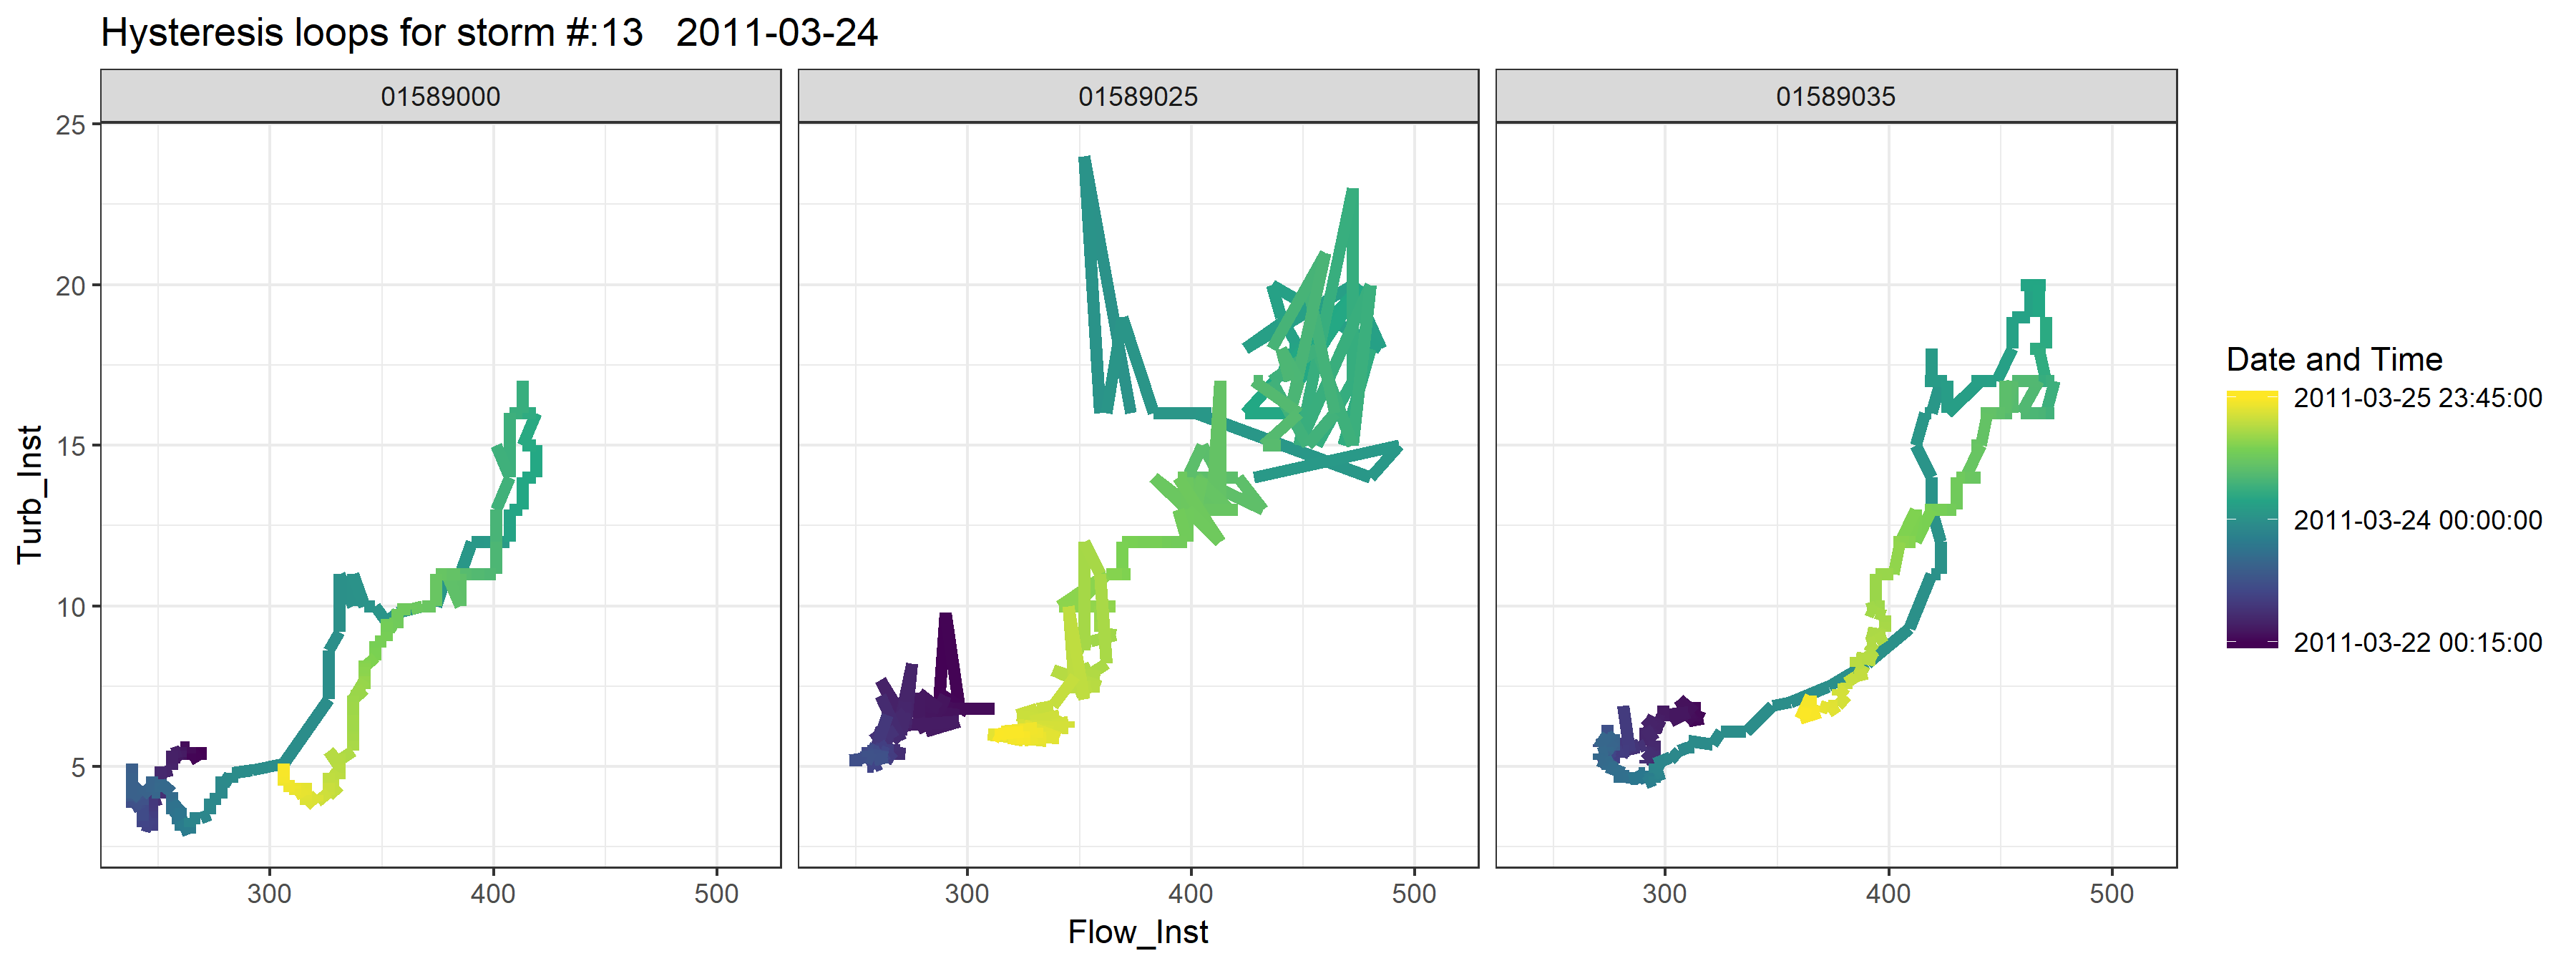 Hysteresis loops for storm #:13 2011-03-24
01589000 01589025 01589035
25
20
15
10
5
Turb_Inst
300 400 500 300 400 500 300 400 500
Flow_Inst
Date and Time
2011-03-25 23:45:00
2011-03-24 00:00:00
2011-03-22 00:15:00